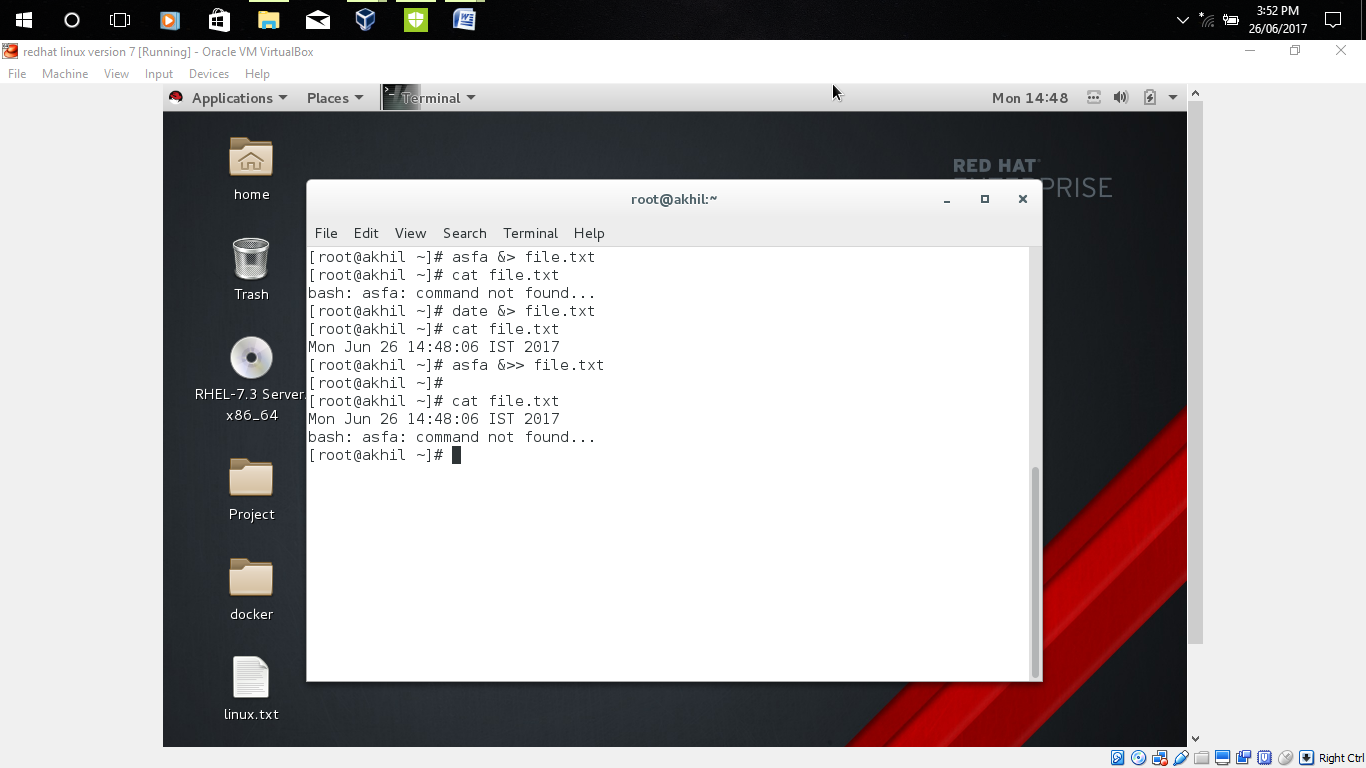 3:52 PM
26/06/2017
redhat linux version 7 [Running] - Oracle VM VirtualBox
File Machine View Input Devices Help
Applications Places Terminal Mon 14:48
home
Trash
RHEL-7.3 Server.
x86_64
Project
docker
linux.txt
RED HAT
ENTERPRISE
root@akhil:~
File Edit View Search Terminal Help
[root@akhil ~]# asfa &> file.txt
[root@akhil ~]# cat file.txt
bash: asfa: command not found...
[root@akhil ~]# date &> file.txt
[root@akhil ~]# cat file.txt
Mon Jun 26 14:48:06 IST 2017
[root@akhil ~]# asfa &>> file.txt
[root@akhil ~]#
[root@akhil ~]# cat file.txt
Mon Jun 26 14:48:06 IST 2017
bash: asfa: command not found...
[root@akhil ~]#
Right Ctrl